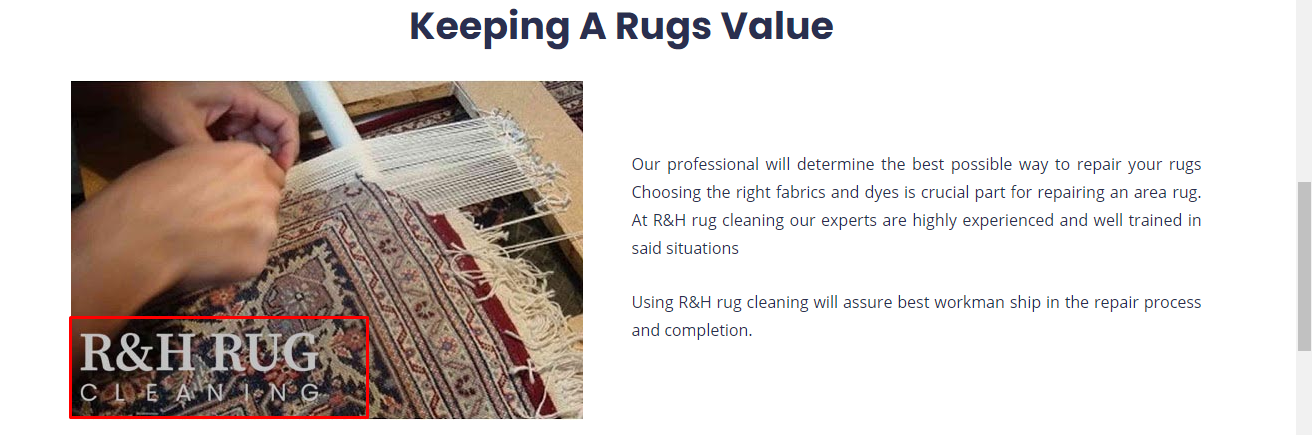 Keeping A Rugs Value
Our professional will determine the best possible way to repair your rugs
Choosing the right fabrics and dyes is crucial part for repairing an area rug.
At R&H rug cleaning our experts are highly experienced and well trained in
said situations
Using R&H rug cleaning will assure best workman ship in the repair process
and completion.
R&H RUG
CLEANING